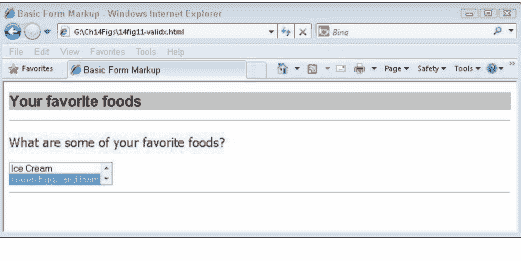 Basic Form Markup - Windows Internet Explorer
G:\Ch14Figs\14fig11-validx.html
Bing
File Edit View Favorites Tools Help
Favorites Basic Form Markup Page Safety Tools
Your favorite foods
What are some of your favorite foods?
Ice Cream